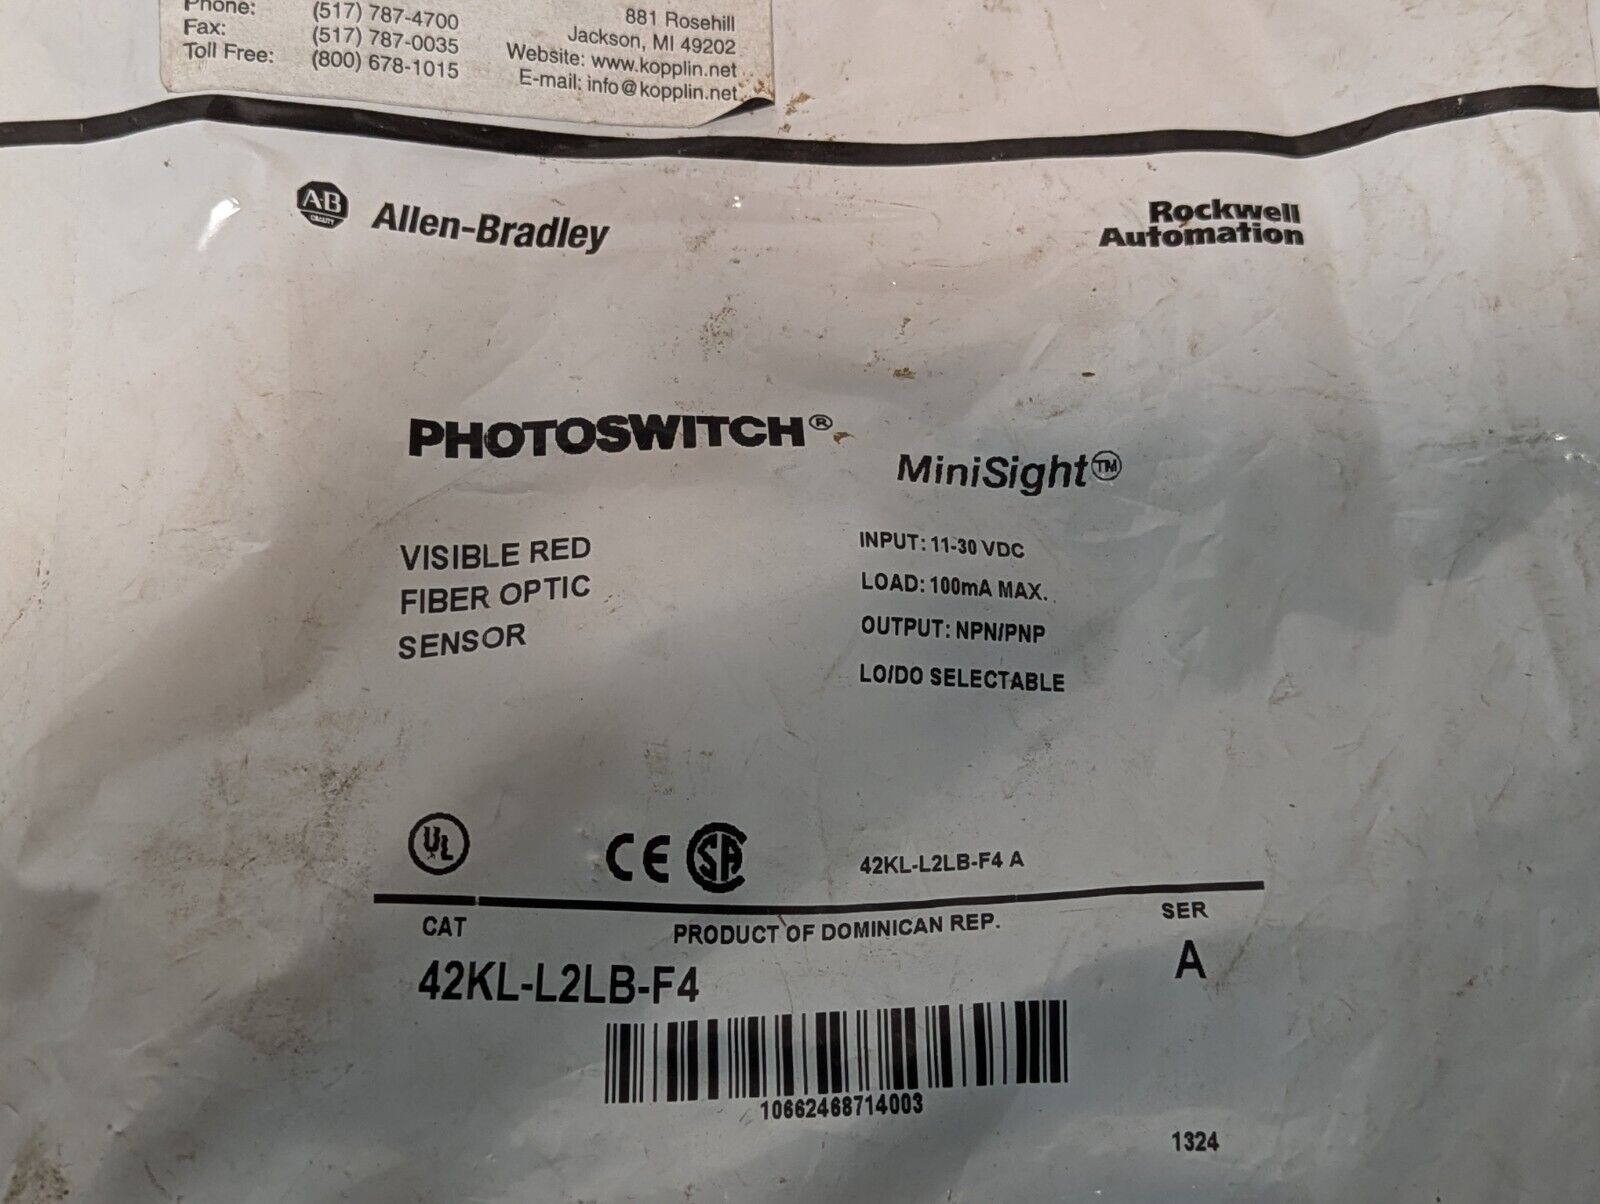 Phone: (517) 787-4700
Fax: (517) 787-0035
Toll Free: (800) 678-1015
881 Rosehill
Jackson, MI 49202
Website: www.kopplin.net
E-mail: info@kopplin.net
A-B
QUALITY
Allen-Bradley
Rockwell
Automation
PHOTOSWITCH®
MiniSight™
VISIBLE RED
FIBER OPTIC
SENSOR
INPUT: 11-30 VDC
LOAD: 100mA MAX.
OUTPUT: NPN/PNP
LO/DO SELECTABLE
UL
CE
SA
42KL-L2LB-F4 A
CAT
PRODUCT OF DOMINICAN REP.
SER
42KL-L2LB-F4
A
10662468714003
1324